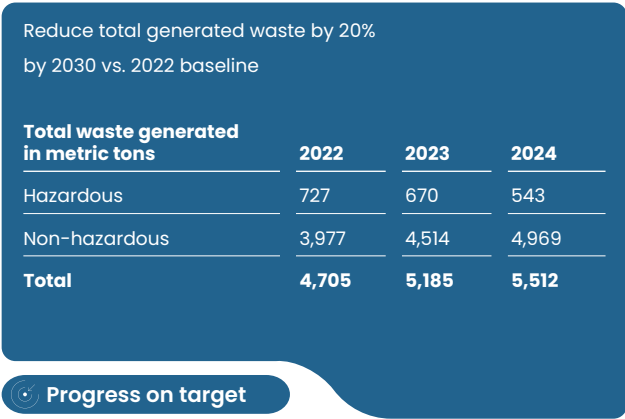 Reduce total generated waste by 20%
by 2030 vs. 2022 baseline
Total waste generated
in metric tons 2022 2023 2024
Hazardous 727 670 543
Non-hazardous 3,977 4,514 4,969
Total 4,705 5,185 5,512
Progress on target